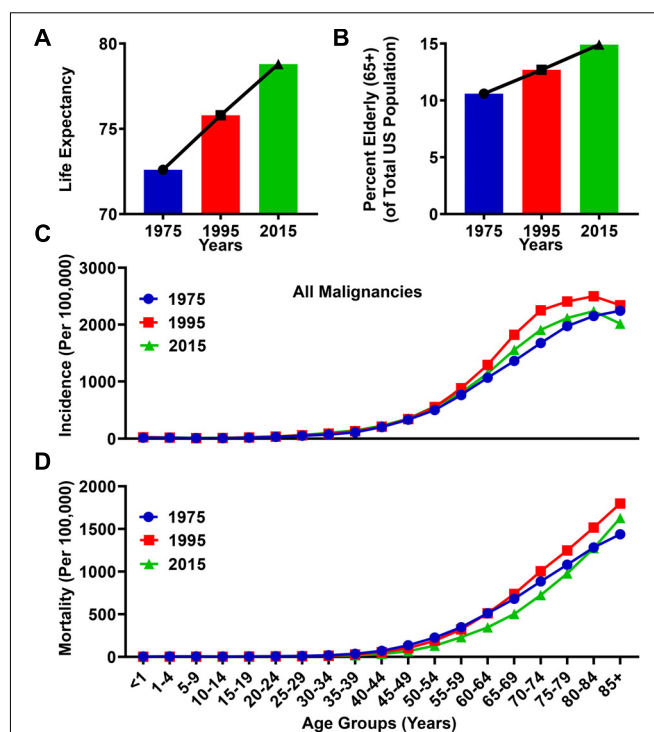 A
80
75
70
Life Expectancy
1975 1995 2015
Years
B
15
10
5
0
Percent Elderly (65+)
(of Total US Population)
1975 1995 2015
Years
C
All Malignancies
3000
2000
1000
0
Incidence (Per 100,000)
1975
1995
2015
D
2000
1500
1000
500
0
Mortality (Per 100,000)
1975
1995
2015
<1
1-4
5-9
10-14
15-19
20-24
25-29
30-34
35-39
40-44
45-49
50-54
55-59
60-64
65-69
70-74
75-79
80-84
85+
Age Groups (Years)